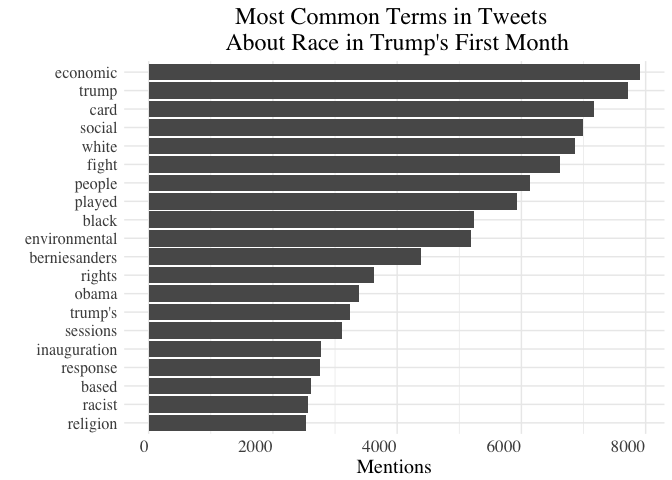 Most Common Terms in Tweets
About Race in Trump's First Month
economic
trump
card
social
white
fight
people
played
black
environmental
berniesanders
rights
obama
trump's
sessions
inauguration
response
based
racist
religion
0 2000 4000 6000 8000
Mentions